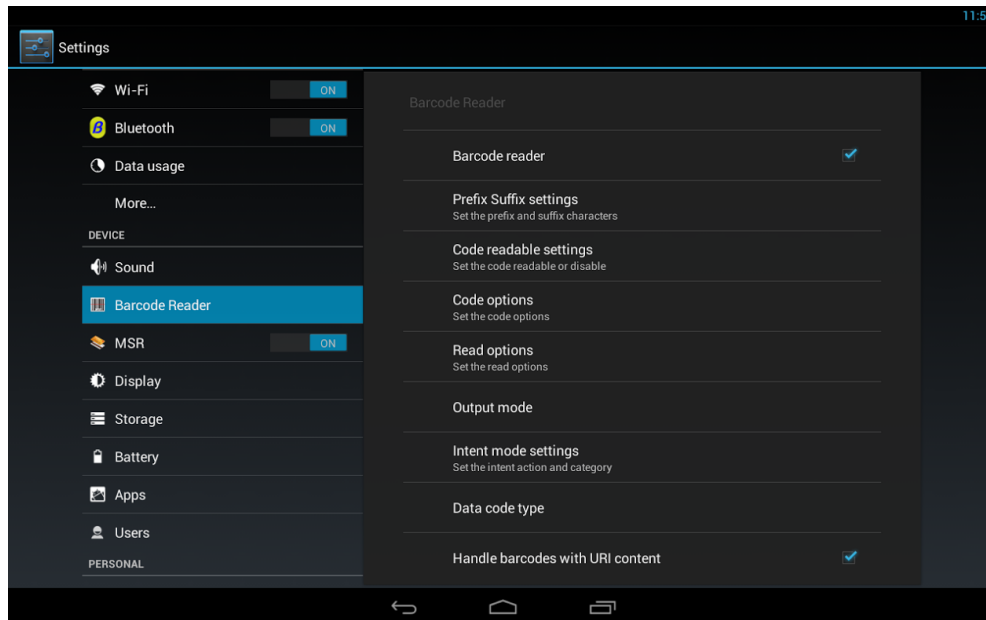 11:5
Settings
Wi-Fi ON
Bluetooth ON
Data usage
More...
DEVICE
Sound
Barcode Reader
MSR ON
Display
Storage
Battery
Apps
Users
PERSONAL
Barcode Reader
Barcode reader
Prefix Suffix settings
Set the prefix and suffix characters
Code readable settings
Set the code readable or disable
Code options
Set the code options
Read options
Set the read options
Output mode
Intent mode settings
Set the intent action and category
Data code type
Handle barcodes with URI content